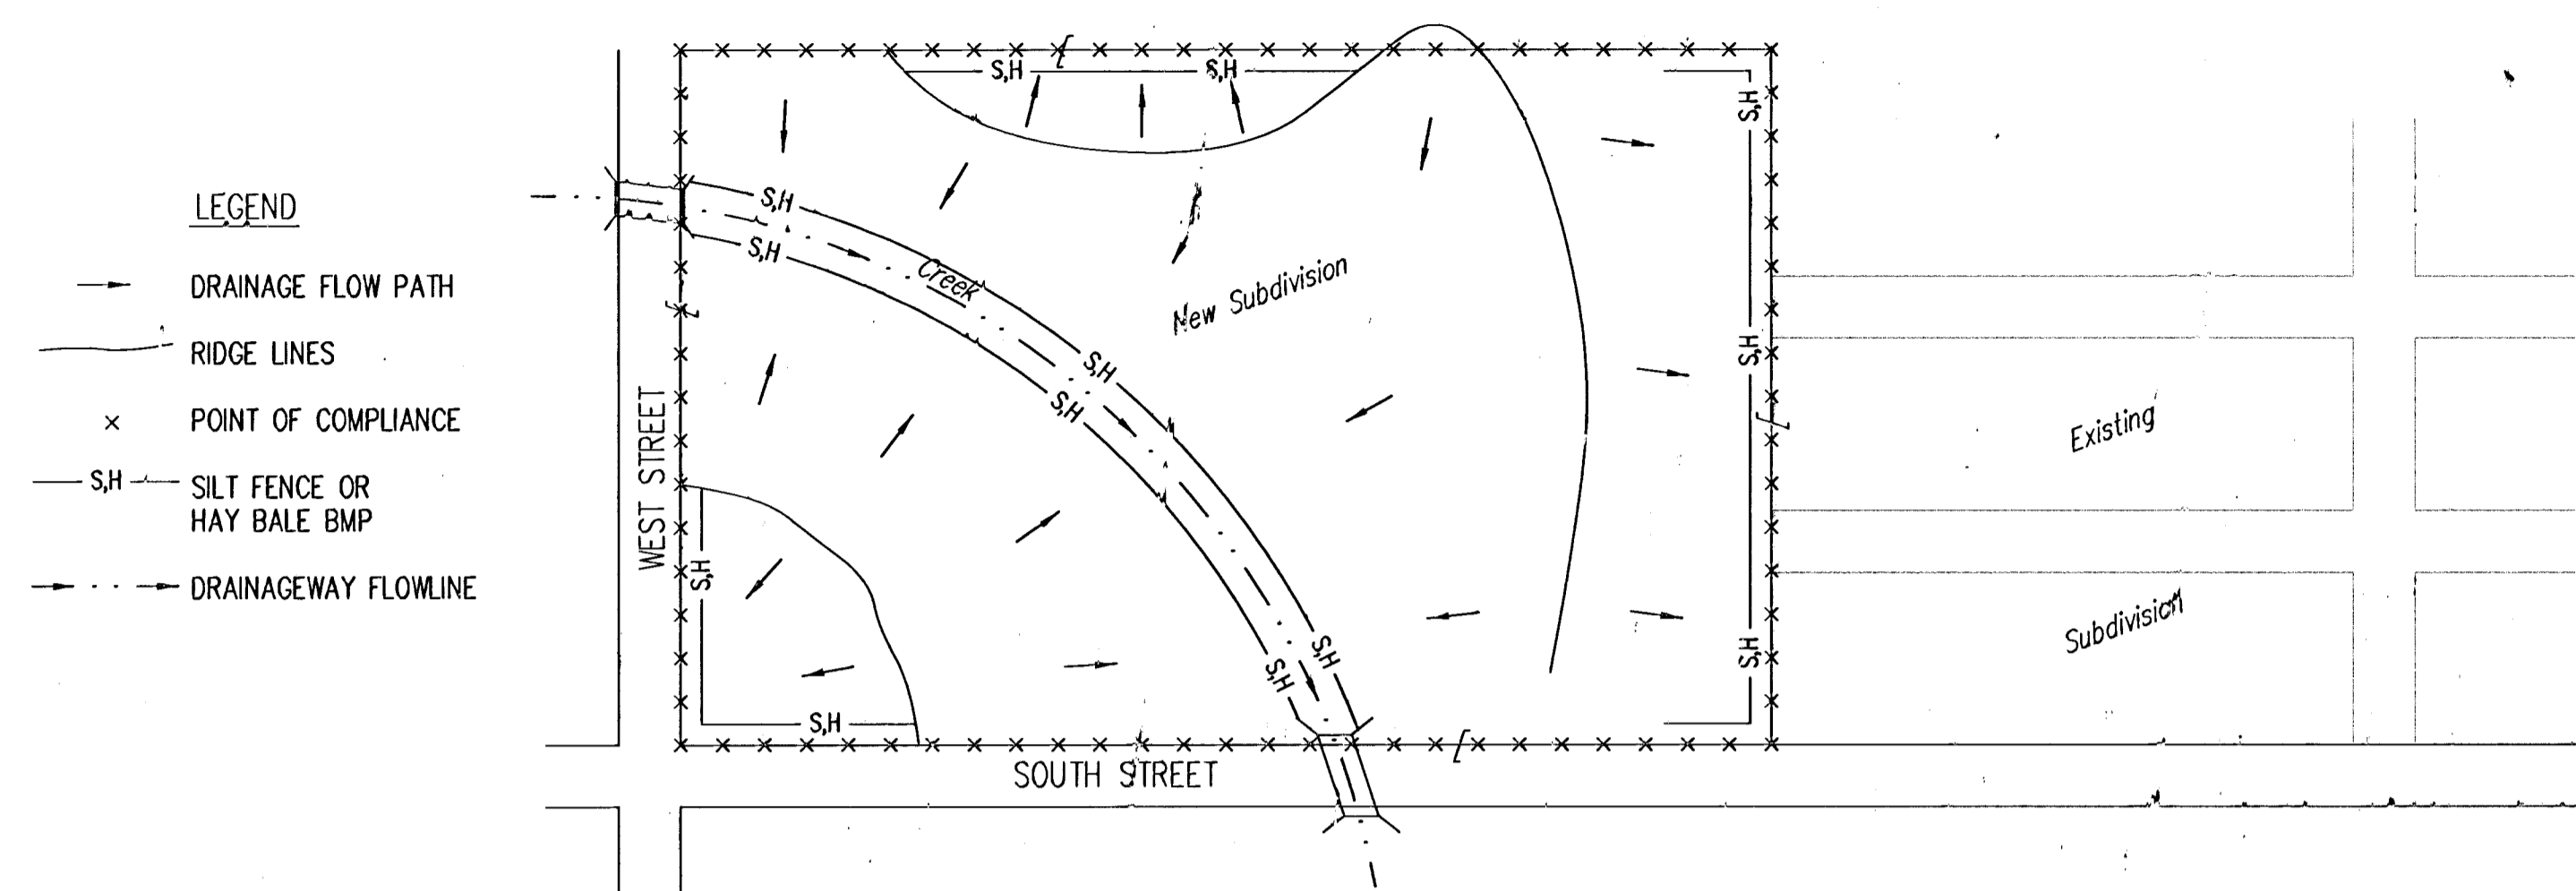 LEGEND
DRAINAGE FLOW PATH
RIDGE LINES
× POINT OF COMPLIANCE
S,H SILT FENCE OR
HAY BALE BMP
DRAINAGEWAY FLOWLINE
S,H
S,H
S,H
S,H
S,H
Creek
New Subdivision
S,H
S,H
S,H
WEST STREET
S,H
S,H
S,H
S,H
S,H
SOUTH STREET
Existing
Subdivision